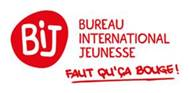 BiJ
BUREAU
INTERNATIONAL
JEUNESSE
FAUT QU'ÇA BOUGE !